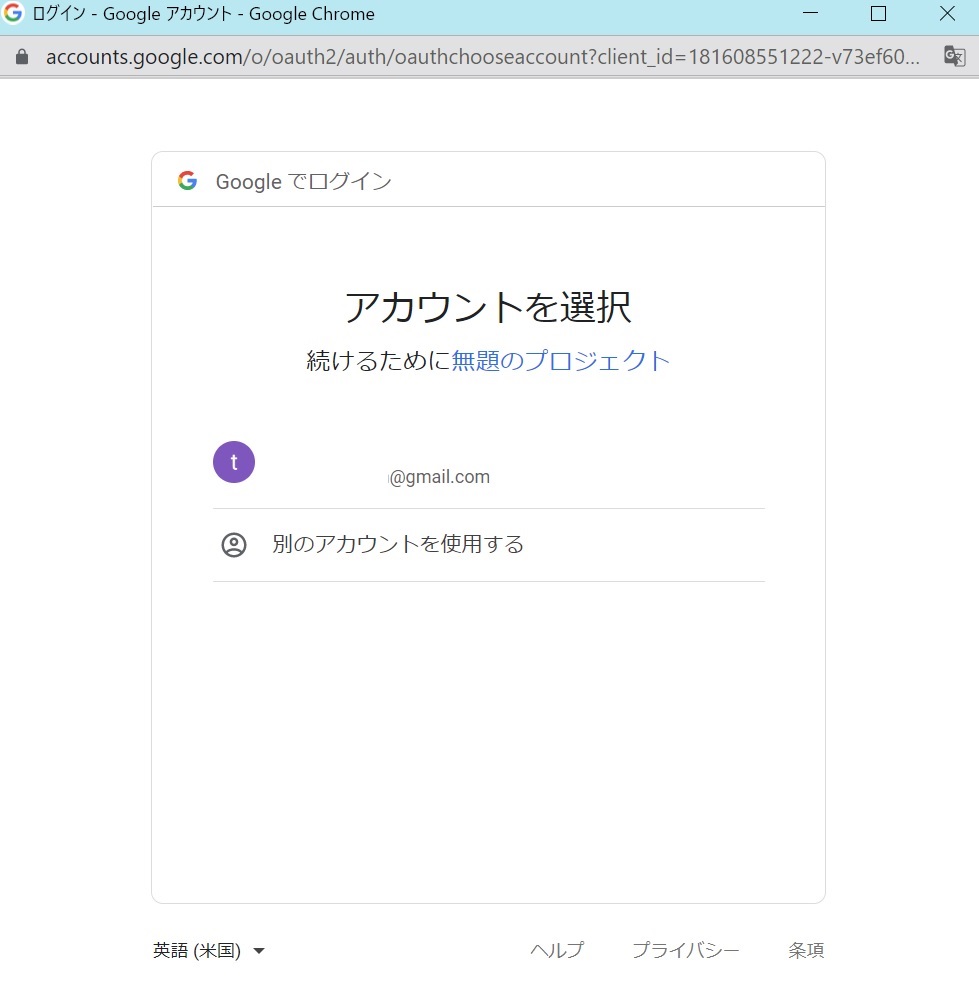 ログイン - Google アカウント - Google Chrome
accounts.google.com/o/oauth2/auth/oauthchooseaccount?client_id=181608551222-v73ef60...
Google でログイン
アカウントを選択
続けるために無題のプロジェクト
t
@gmail.com
別のアカウントを使用する
英語 (米国)
ヘルプ
プライバシー
条項